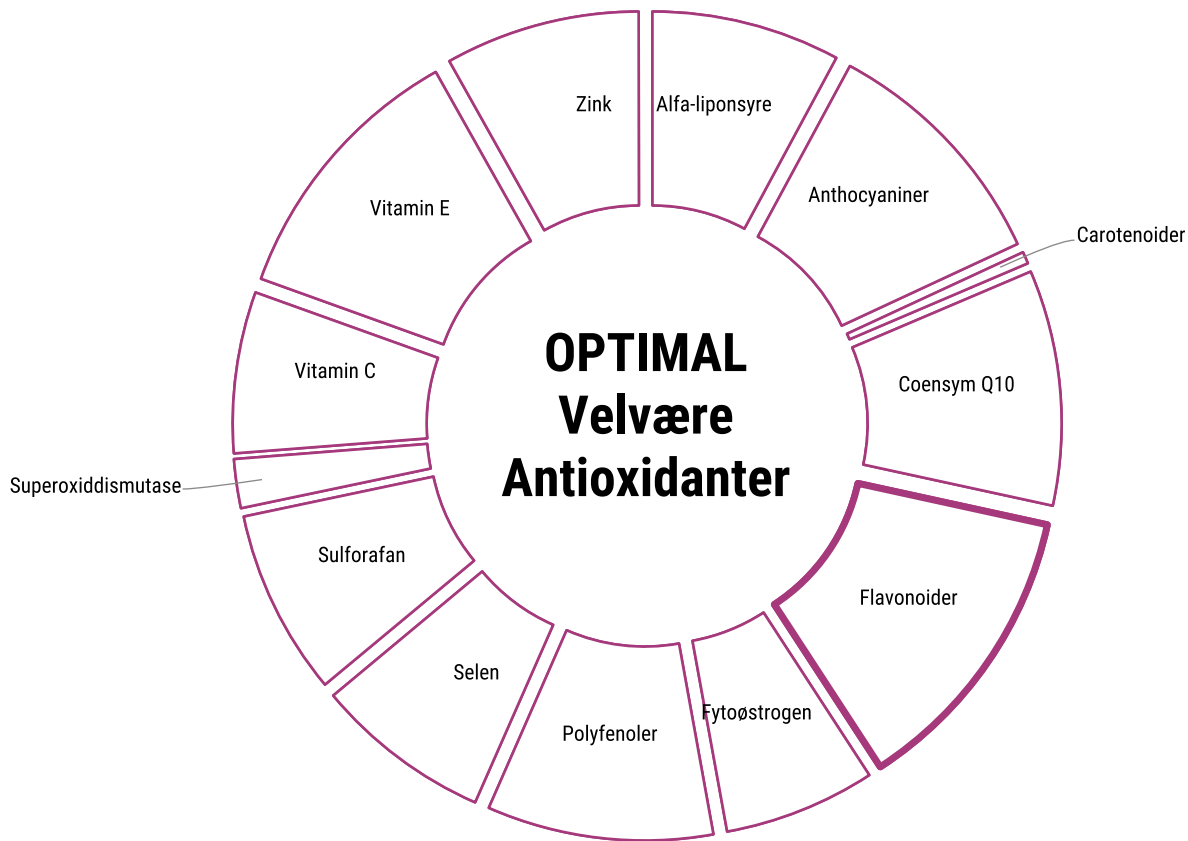 Zink
Alfa-liponsyre
Anthocyaniner
Carotenoider
Coensym Q10
Flavonoider
Fytoøstrogen
Polyfenoler
Selen
Sulforafan
Superoxiddismutase
Vitamin C
Vitamin E
OPTIMAL
Velvære
Antioxidanter